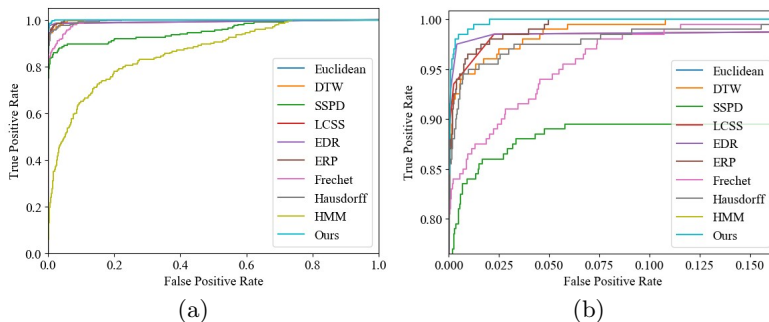 1.0
0.8
0.6
0.4
0.2
0.0
True Positive Rate
0.0
0.2
0.4
0.6
0.8
1.0
False Positive Rate
Euclidean
DTW
SSPD
LCSS
EDR
ERP
Frechet
Hausdorff
HMM
Ours
(a)
1.00
0.95
0.90
0.85
0.80
True Positive Rate
0.000
0.025
0.050
0.075
0.100
0.125
0.150
False Positive Rate
Euclidean
DTW
SSPD
LCSS
EDR
ERP
Frechet
Hausdorff
HMM
Ours
(b)